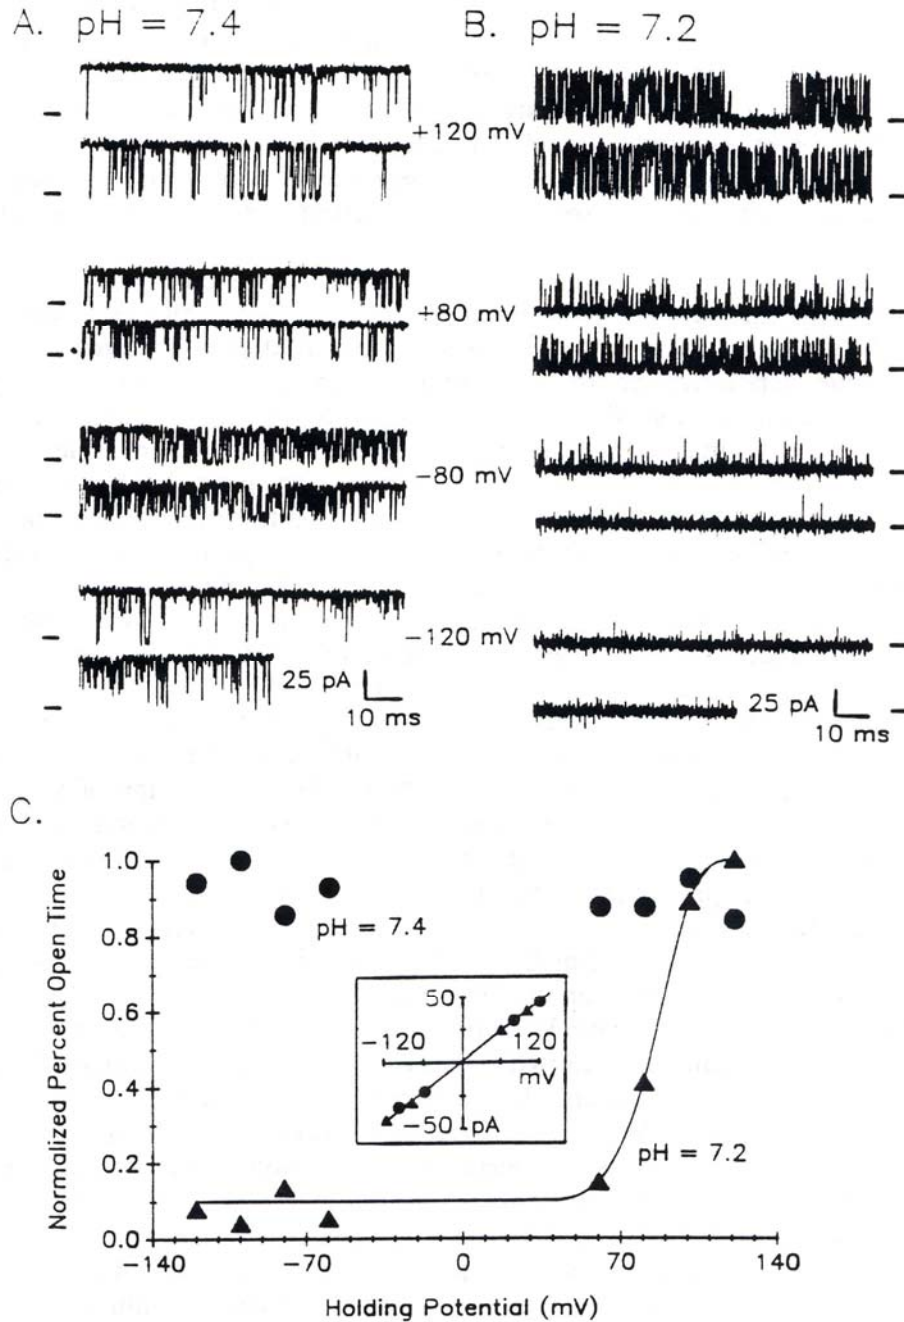 A. pH = 7.4
B. pH = 7.2
+120 mV
+80 mV
-80 mV
-120 mV
25 pA
10 ms
25 pA
10 ms
C.
Normalized Percent Open Time
1.0
0.8
0.6
0.4
0.2
0.0
pH = 7.4
50
-120
120
mV
-50
pA
pH = 7.2
-140
-70
0
70
140
Holding Potential (mV)